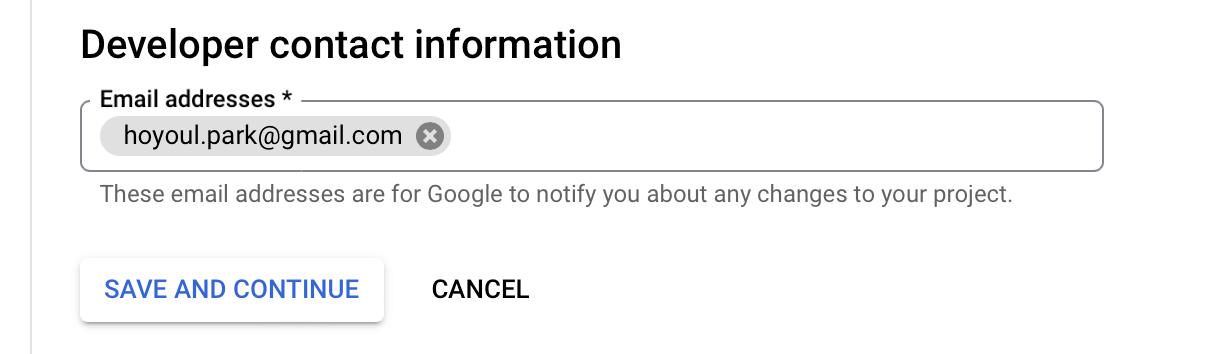 Developer contact information
Email addresses *
hoyoul.park@gmail.com
These email addresses are for Google to notify you about any changes to your project.
SAVE AND CONTINUE CANCEL